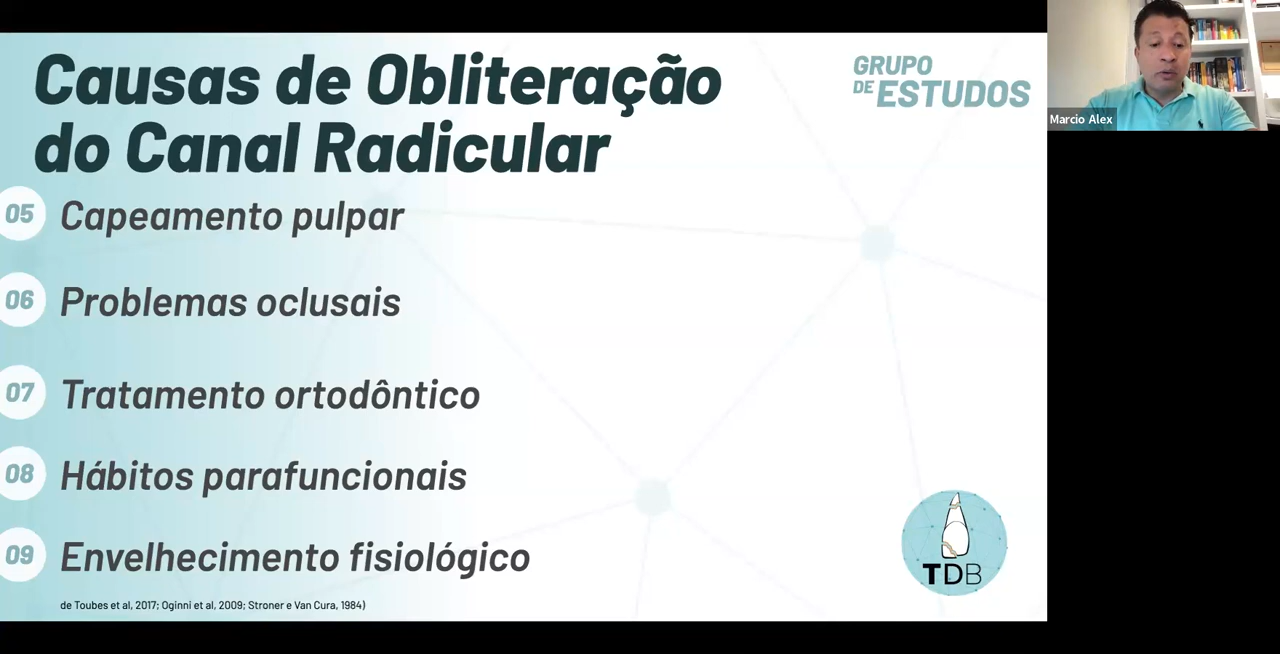 Causas de Obliteração
do Canal Radicular
GRUPO
DE ESTUDOS
Marcio Alex
05 Capeamento pulpar
06 Problemas oclusais
07 Tratamento ortodôntico
08 Hábitos parafuncionais
09 Envelhecimento fisiológico
TDB
de Toubes et al, 2017; Oginni et al, 2009; Stroner e Van Cura, 1984)